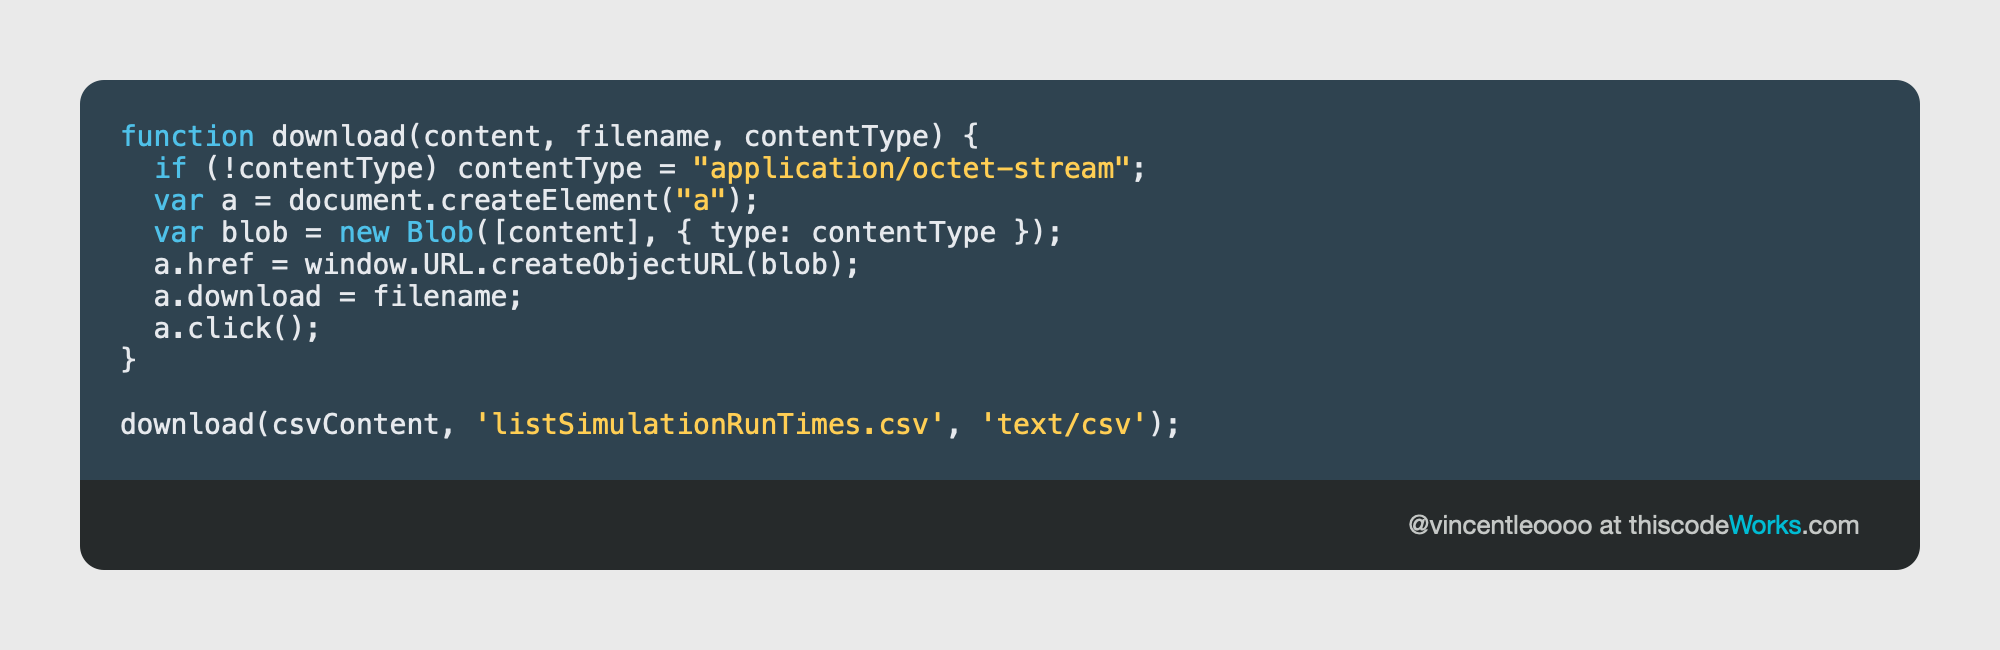 function download(content, filename, contentType) {
  if (!contentType) contentType = "application/octet-stream";
  var a = document.createElement("a");
  var blob = new Blob([content], { type: contentType });
  a.href = window.URL.createObjectURL(blob);
  a.download = filename;
  a.click();
}
download(csvContent, 'listSimulationRunTimes.csv', 'text/csv');
@vincentleoooo at thiscodeWorks.com